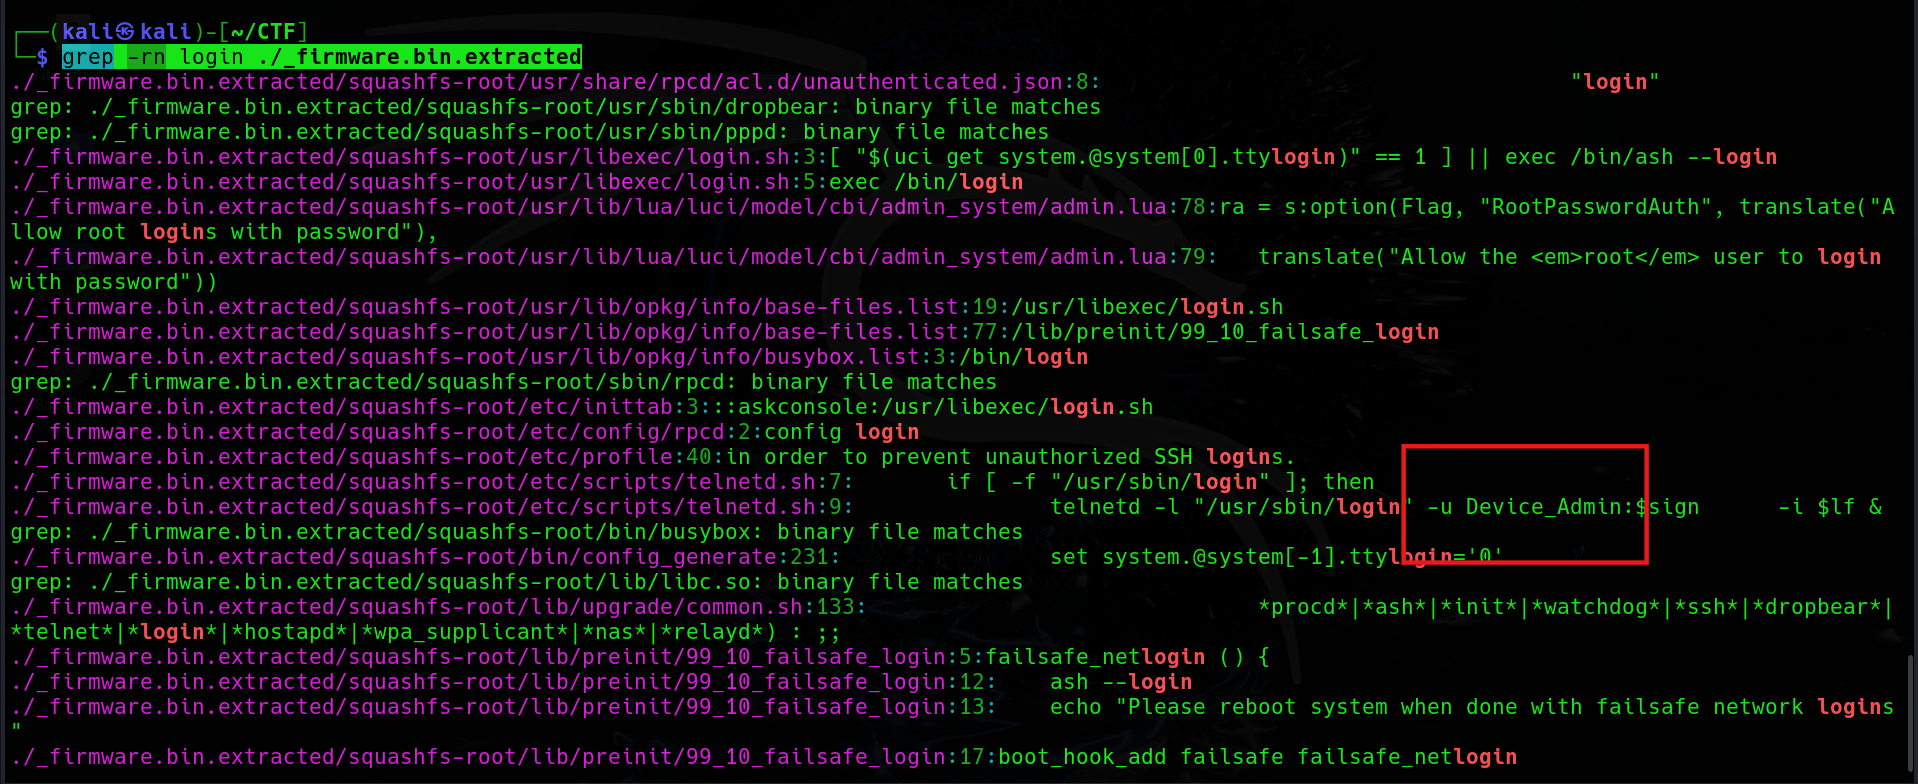 ┌──(kali㉿kali)-[~/CTF]
└─$ grep -rn login ./_firmware.bin.extracted
./_firmware.bin.extracted/squashfs-root/usr/share/rpcd/acl.d/unauthenticated.json:8:                                    "login"
grep: ./_firmware.bin.extracted/squashfs-root/usr/sbin/dropbear: binary file matches
grep: ./_firmware.bin.extracted/squashfs-root/usr/sbin/pppd: binary file matches
./_firmware.bin.extracted/squashfs-root/usr/libexec/login.sh:3:[ "$(uci get system.@system[0].ttylogin)" == 1 ] || exec /bin/ash --login
./_firmware.bin.extracted/squashfs-root/usr/libexec/login.sh:5:exec /bin/login
./_firmware.bin.extracted/squashfs-root/usr/lib/lua/luci/model/cbi/admin_system/admin.lua:78:ra = s:option(Flag, "RootPasswordAuth", translate("A
llow root logins with password"),
./_firmware.bin.extracted/squashfs-root/usr/lib/lua/luci/model/cbi/admin_system/admin.lua:79:   translate("Allow the <em>root</em> user to login
with password"))
./_firmware.bin.extracted/squashfs-root/usr/lib/opkg/info/base-files.list:19:/usr/libexec/login.sh
./_firmware.bin.extracted/squashfs-root/usr/lib/opkg/info/base-files.list:77:/lib/preinit/99_10_failsafe_login
./_firmware.bin.extracted/squashfs-root/usr/lib/opkg/info/busybox.list:3:/bin/login
grep: ./_firmware.bin.extracted/squashfs-root/sbin/rpcd: binary file matches
./_firmware.bin.extracted/squashfs-root/etc/inittab:3:::askconsole:/usr/libexec/login.sh
./_firmware.bin.extracted/squashfs-root/etc/config/rpcd:2:config login
./_firmware.bin.extracted/squashfs-root/etc/profile:40:in order to prevent unauthorized SSH logins.
./_firmware.bin.extracted/squashfs-root/etc/scripts/telnetd.sh:7:       if [ -f "/usr/sbin/login" ]; then
./_firmware.bin.extracted/squashfs-root/etc/scripts/telnetd.sh:9:               telnetd -l "/usr/sbin/login" -u Device_Admin:$sign      -i $lf &
grep: ./_firmware.bin.extracted/squashfs-root/bin/busybox: binary file matches
./_firmware.bin.extracted/squashfs-root/bin/config_generate:231:                set system.@system[-1].ttylogin='0'
grep: ./_firmware.bin.extracted/squashfs-root/lib/libc.so: binary file matches
./_firmware.bin.extracted/squashfs-root/lib/upgrade/common.sh:133:                              *procd*|*ash*|*init*|*watchdog*|*ssh*|*dropbear*|
*telnet*|*login*|*hostapd*|*wpa_supplicant*|*nas*|*relayd*) : ;;
./_firmware.bin.extracted/squashfs-root/lib/preinit/99_10_failsafe_login:5:failsafe_netlogin () {
./_firmware.bin.extracted/squashfs-root/lib/preinit/99_10_failsafe_login:12:    ash --login
./_firmware.bin.extracted/squashfs-root/lib/preinit/99_10_failsafe_login:13:    echo "Please reboot system when done with failsafe network logins
"
./_firmware.bin.extracted/squashfs-root/lib/preinit/99_10_failsafe_login:17:boot_hook_add failsafe failsafe_netlogin